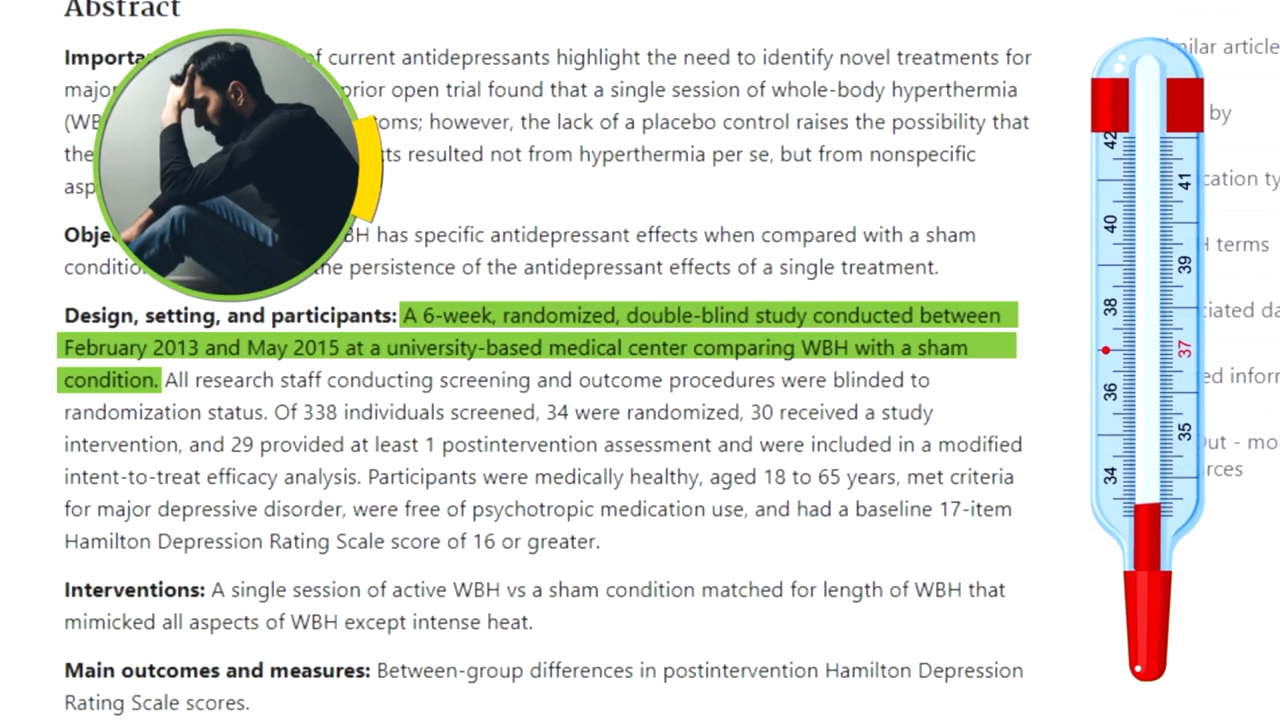 Abstract
Importa f current antidepressants highlight the need to identify novel treatments for
major prior open trial found that a single session of whole-body hyperthermia
(WB oms; however, the lack of a placebo control raises the possibility that
the ts resulted not from hyperthermia per se, but from nonspecific
asp
Obje BH has specific antidepressant effects when compared with a sham
conditio he persistence of the antidepressant effects of a single treatment.
Design, setting, and participants: A 6-week, randomized, double-blind study conducted between
February 2013 and May 2015 at a university-based medical center comparing WBH with a sham
condition. All research staff conducting screening and outcome procedures were blinded to
randomization status. Of 338 individuals screened, 34 were randomized, 30 received a study
intervention, and 29 provided at least 1 postintervention assessment and were included in a modified
intent-to-treat efficacy analysis. Participants were medically healthy, aged 18 to 65 years, met criteria
for major depressive disorder, were free of psychotropic medication use, and had a baseline 17-item
Hamilton Depression Rating Scale score of 16 or greater.
Interventions: A single session of active WBH vs a sham condition matched for length of WBH that
mimicked all aspects of WBH except intense heat.
Main outcomes and measures: Between-group differences in postintervention Hamilton Depression
Rating Scale scores.
42
41
40
39
38
37
36
35
34
milar article
by
cation ty
H terms
ciated da
ed inforr
Out - mo
rces